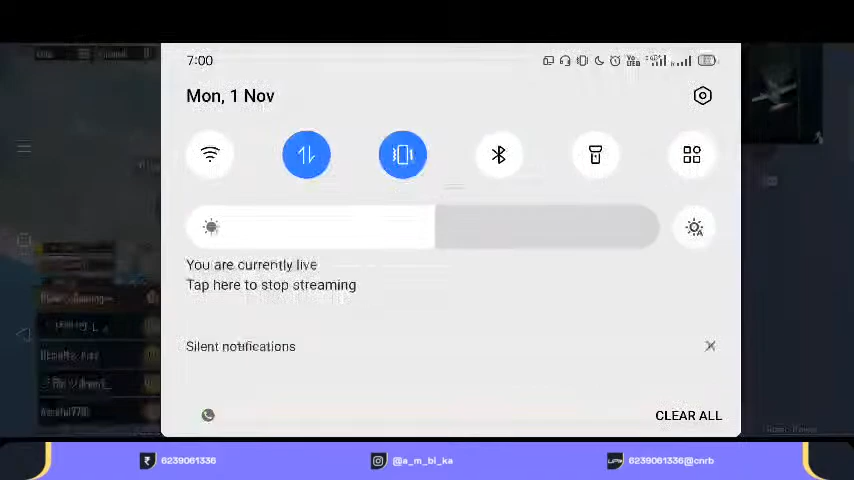 7:00
Mon, 1 Nov
You are currently live
Tap here to stop streaming
Silent notifications
CLEAR ALL
6239061336
@a_m_bi_ka
6239061336@cnrb